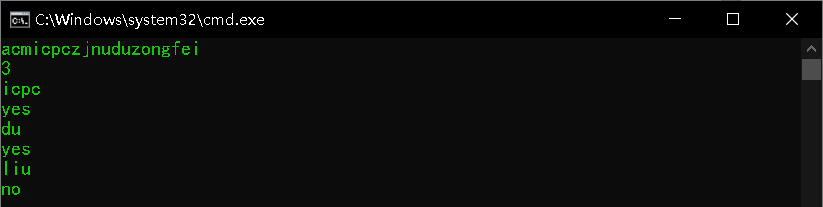 C:\Windows\system32\cmd.exe
acmicpczjnuduzongfei
3
icpc
yes
du
yes
liu
no